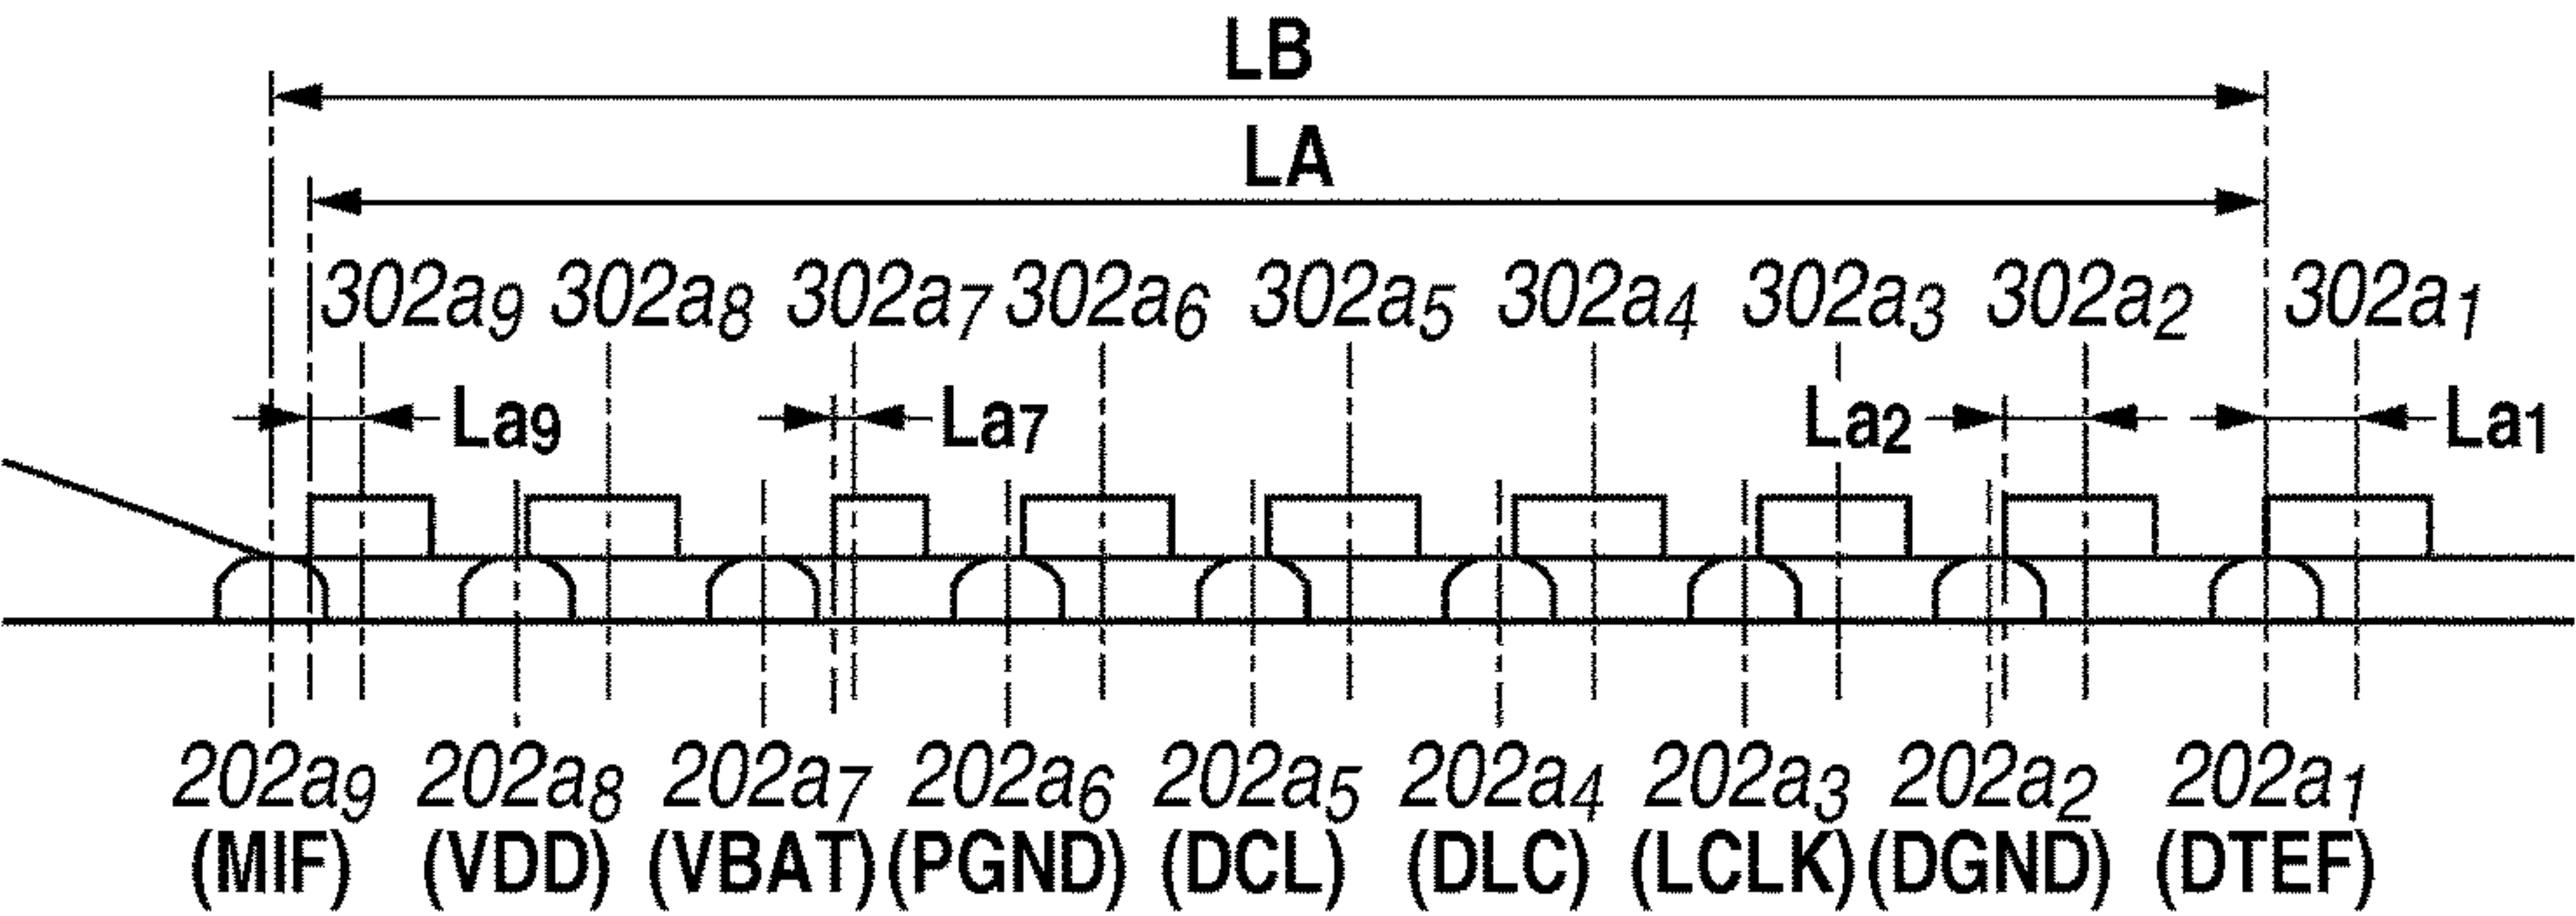 LB
LA
302a9 302a8 302a7 302a6 302a5 302a4 302a3 302a2 302a1
La9 La7 La2 La1
202a9 202a8 202a7 202a6 202a5 202a4 202a3 202a2 202a1
(MIF) (VDD) (VBAT) (PGND) (DCL) (DLC) (LCLK) (DGND) (DTEF)